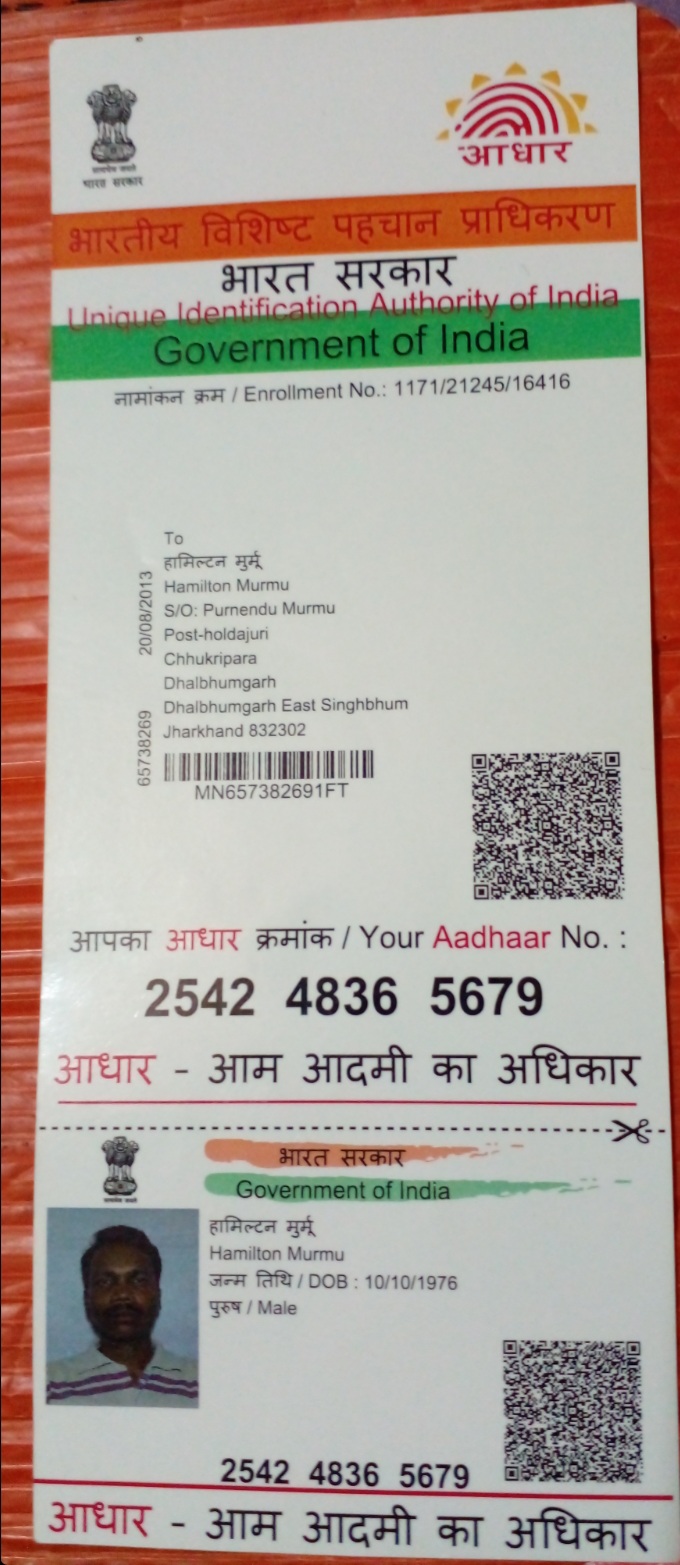 सत्यमेव जयते
भारत सरकार
आधार
भारतीय विशिष्ट पहचान प्राधिकरण
भारत सरकार
Unique Identification Authority of India
Government of India
नामांकन क्रम / Enrollment No.: 1171/21245/16416
To
हामिल्टन मुर्मू
Hamilton Murmu
S/O: Purnendu Murmu
Post-holdajuri
Chhukripara
Dhalbhumgarh
Dhalbhumgarh East Singhbhum
Jharkhand 832302
20/08/2013
65738269
MN657382691FT
आपका आधार क्रमांक / Your Aadhaar No. :
2542 4836 5679
आधार - आम आदमी का अधिकार
भारत सरकार
Government of India
हामिल्टन मुर्मू
Hamilton Murmu
जन्म तिथि / DOB : 10/10/1976
पुरुष / Male
2542 4836 5679
आधार - आम आदमी का अधिकार